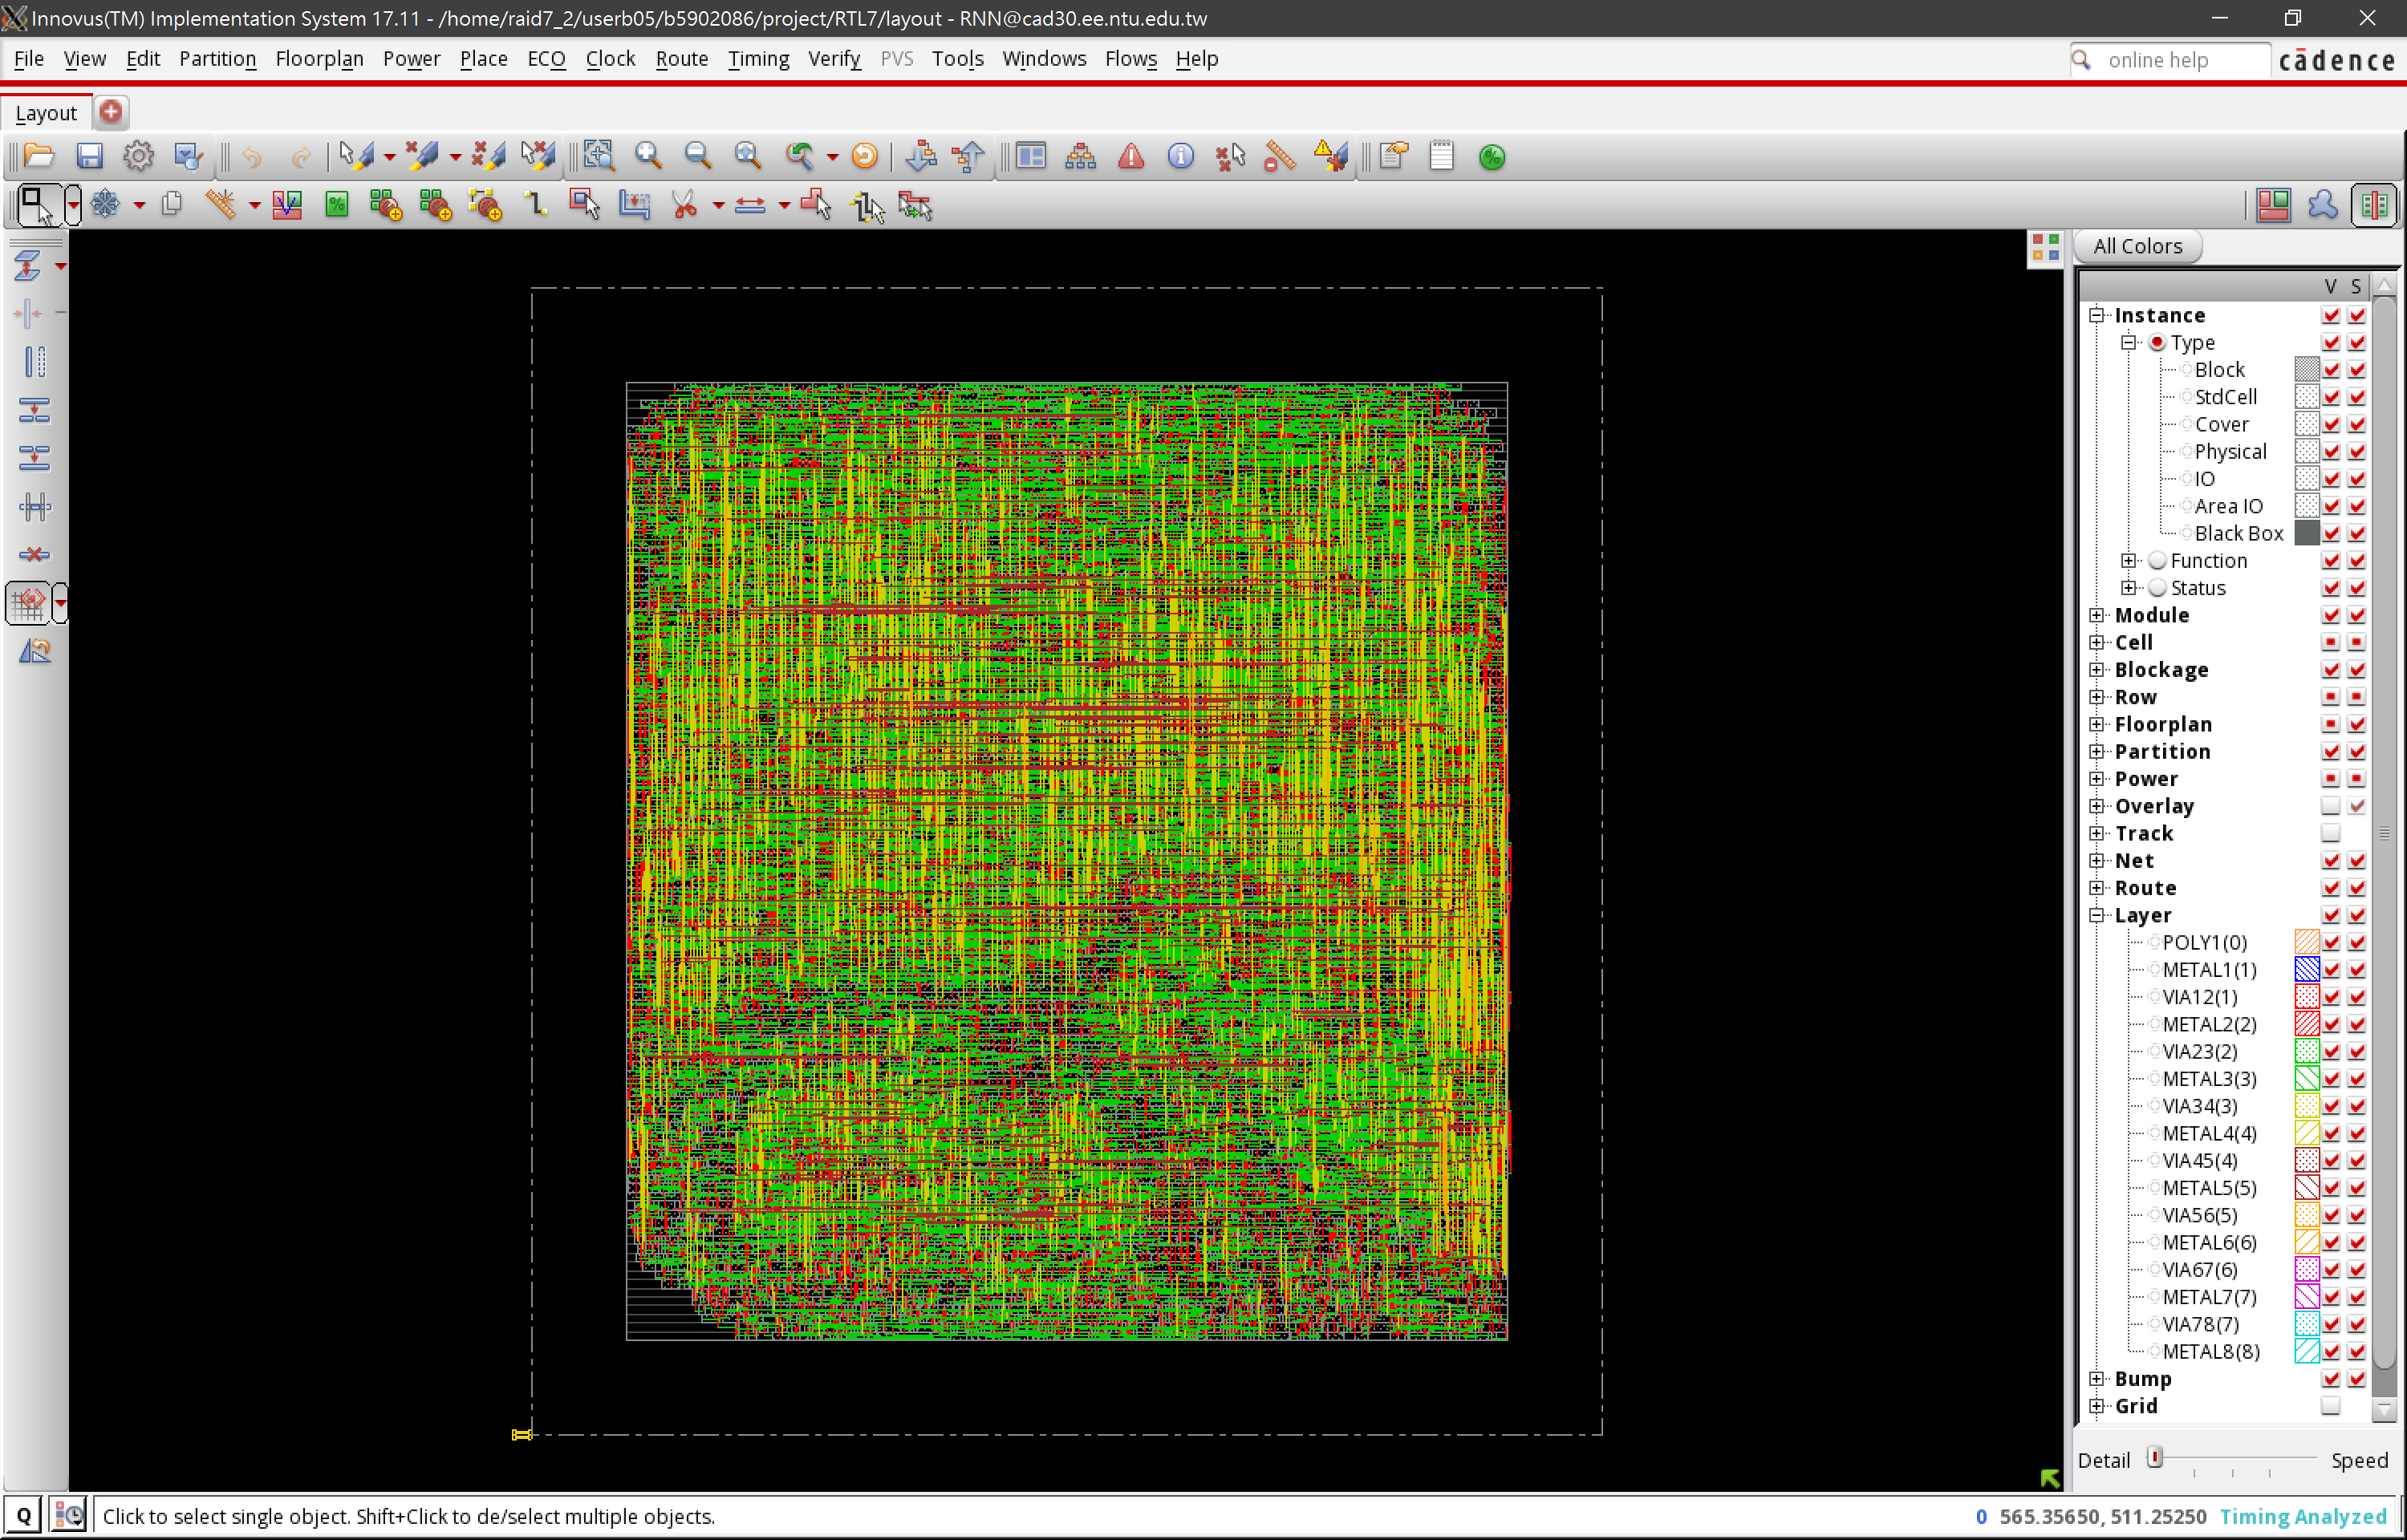 Innovus(TM) Implementation System 17.11 - /home/raid7_2/userb05/b5902086/project/RTL7/layout - RNN@cad30.ee.ntu.edu.tw
File View Edit Partition Floorplan Power Place ECO Clock Route Timing Verify PVS Tools Windows Flows Help
online help
cādence
Layout
All Colors
V S
Instance
Type
Block
StdCell
Cover
Physical
IO
Area IO
Black Box
Function
Status
Module
Cell
Blockage
Row
Floorplan
Partition
Power
Overlay
Track
Net
Route
Layer
POLY1(0)
METAL1(1)
VIA12(1)
METAL2(2)
VIA23(2)
METAL3(3)
VIA34(3)
METAL4(4)
VIA45(4)
METAL5(5)
VIA56(5)
METAL6(6)
VIA67(6)
METAL7(7)
VIA78(7)
METAL8(8)
Bump
Grid
Detail Speed
Q Click to select single object. Shift+Click to de/select multiple objects. 0 565.35650, 511.25250 Timing Analyzed